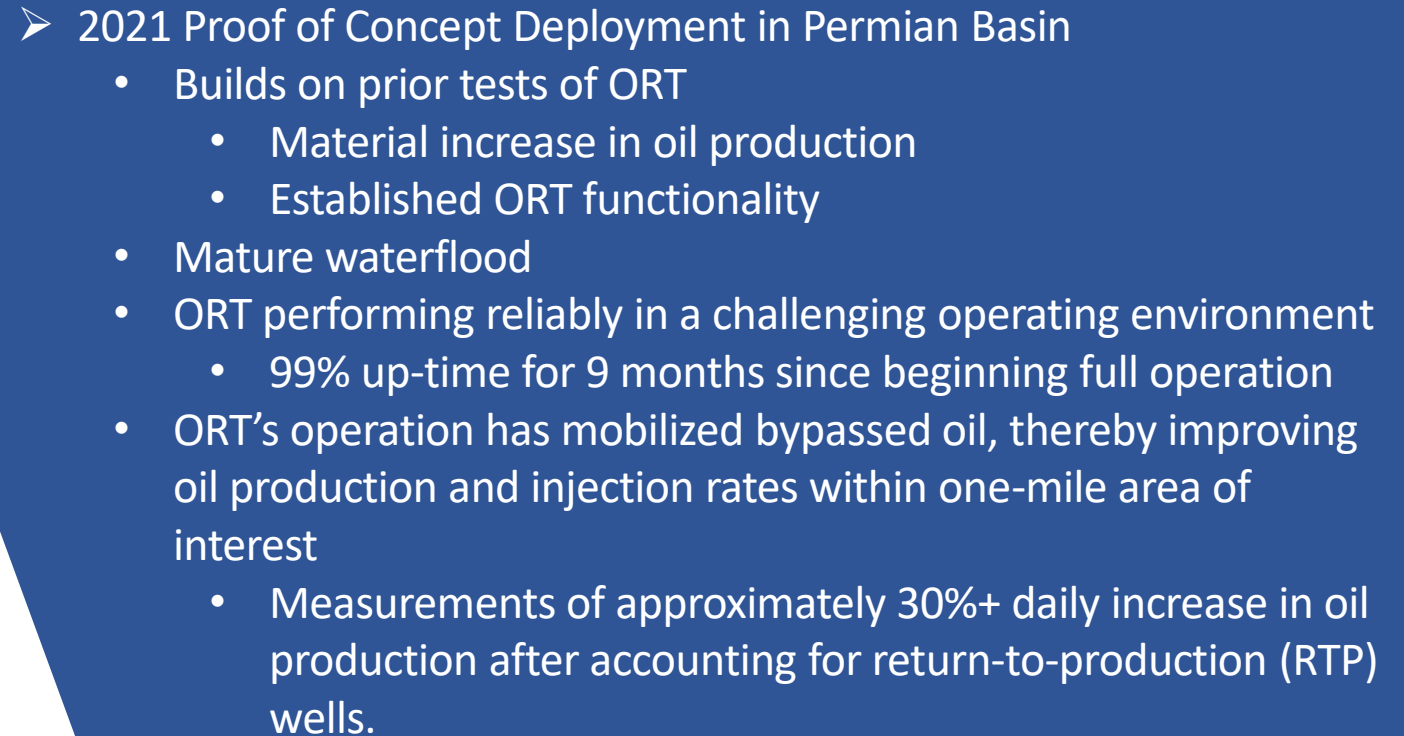 ➢ 2021 Proof of Concept Deployment in Permian Basin
• Builds on prior tests of ORT
• Material increase in oil production
• Established ORT functionality
• Mature waterflood
• ORT performing reliably in a challenging operating environment
• 99% up-time for 9 months since beginning full operation
• ORT’s operation has mobilized bypassed oil, thereby improving
oil production and injection rates within one-mile area of
interest
• Measurements of approximately 30%+ daily increase in oil
production after accounting for return-to-production (RTP)
wells.